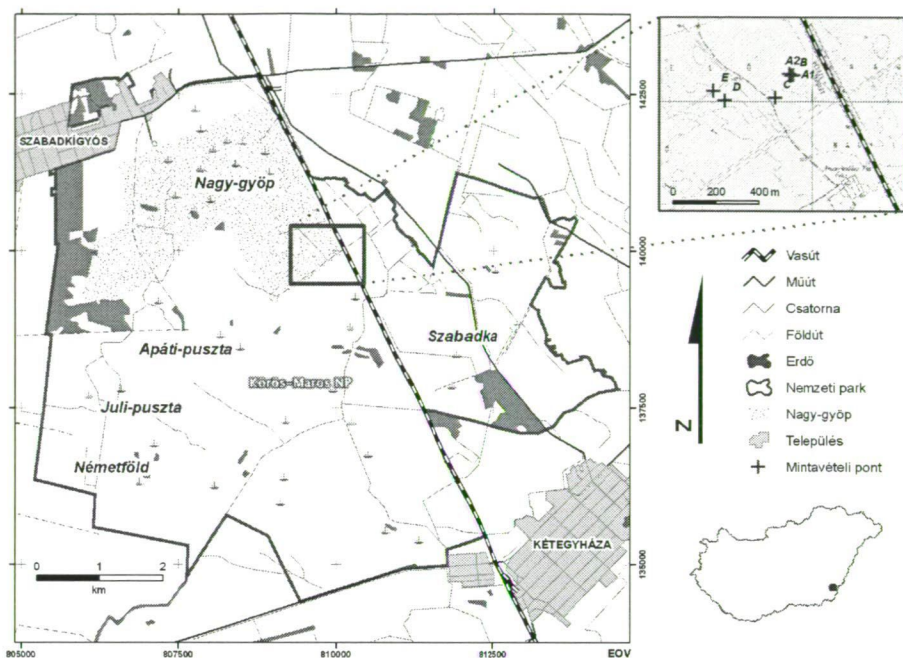 SZABADKÍGYÓS
Nagy-gyöp
Apáti-puszta
Szabadka
Körös-Maros NP
Juli-puszta
Németföld
KÉTEGYHÁZA
0 1 2
km
805000 807500 810000 812500 EOV
142500
140000
137500
135000
A2 B
A1
C
E
D
0 200 400 m
Vasút
Műút
Csatorna
Földút
Erdő
Nemzeti park
Nagy-gyöp
Település
Mintavételi pont
N